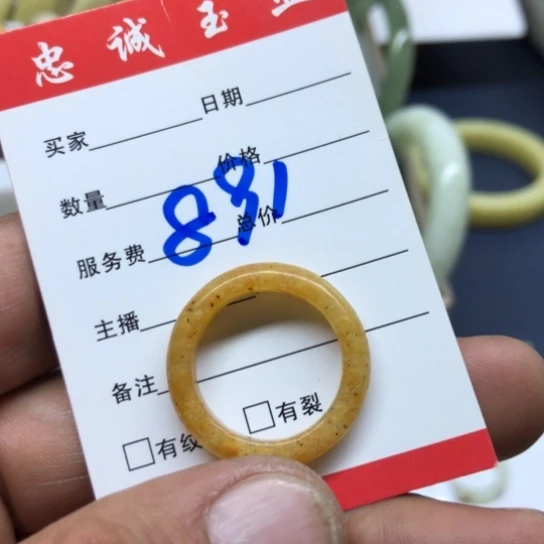 忠诚玉
买家 日期
数量 价格
服务费 总价
891
主播
备注
有纹 有裂